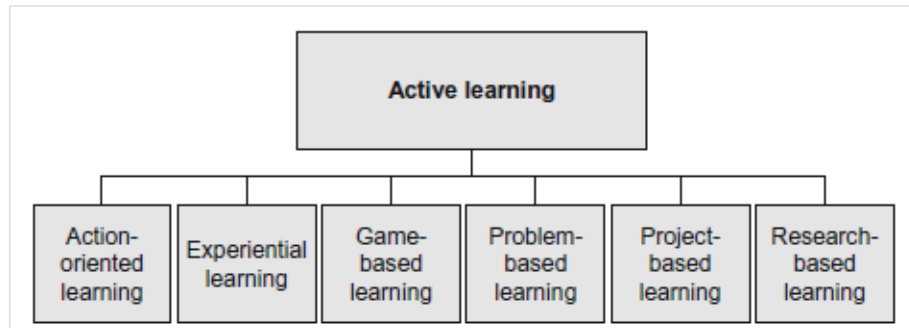 Active learning
Action-
oriented
learning
Experiential
learning
Game-
based
learning
Problem-
based
learning
Project-
based
learning
Research-
based
learning